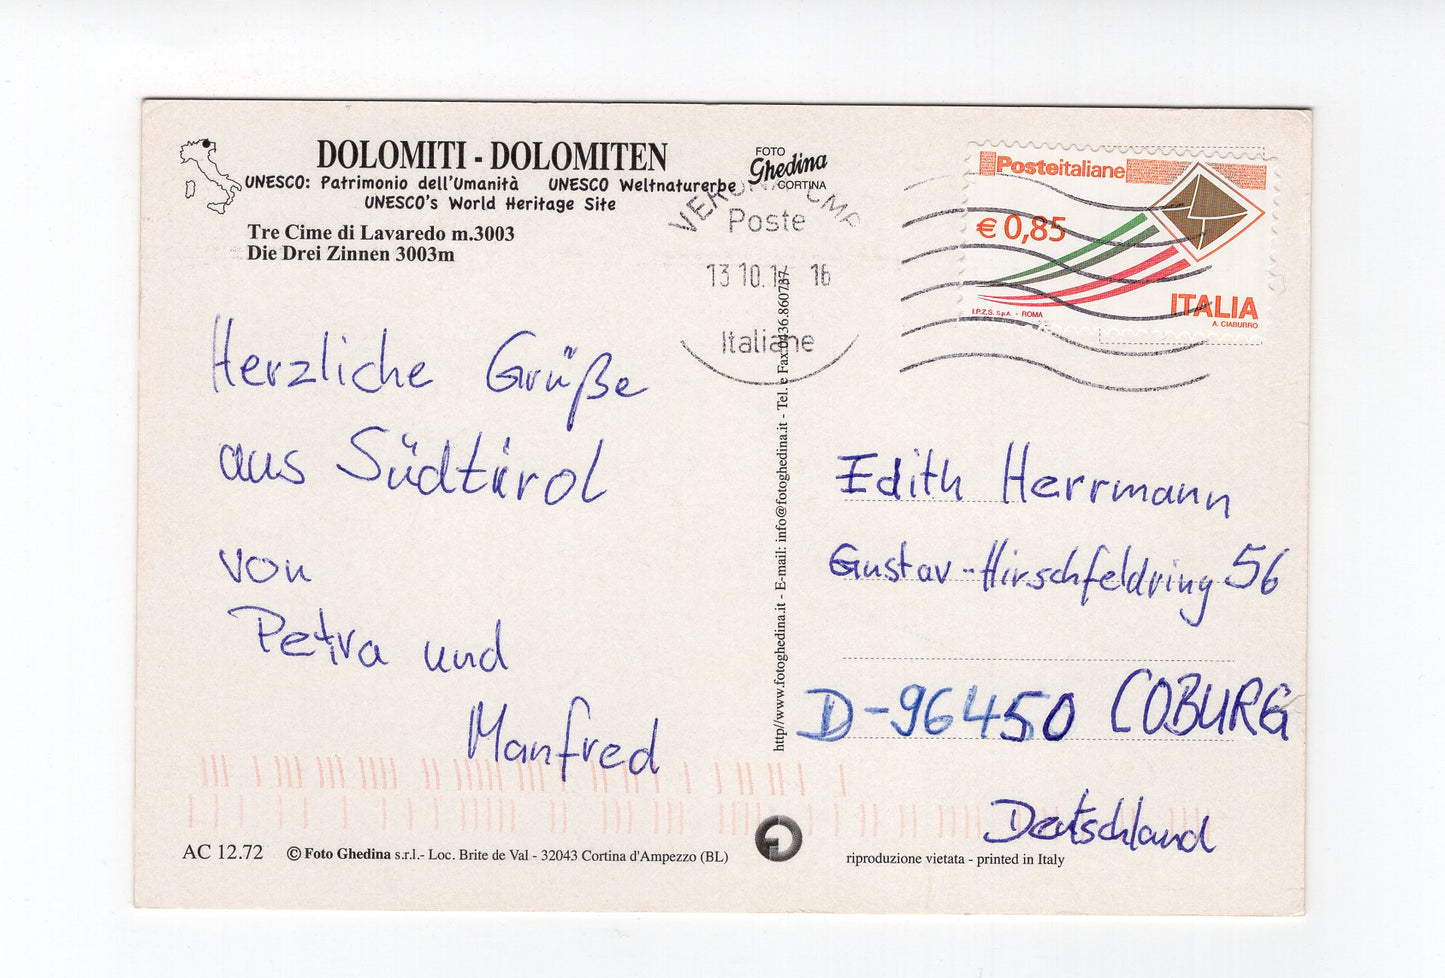 DOLOMITI - DOLOMITEN
UNESCO: Patrimonio dell'Umanità UNESCO Weltnaturerbe
UNESCO's World Heritage Site
Tre Cime di Lavaredo m.3003
Die Drei Zinnen 3003m
FOTO
Ghedina
CORTINA
VERONA CMP
Poste
13 10. 16
Italiane
Posteitaliane
€ 0,85
I.P.Z.S. S.p.A. - ROMA
ITALIA
A. CIABURRO
Herzliche Grüße
aus Südtirol
von
Petra und
Manfred
http//www.fotoghedina.it - E-mail: info@fotoghedina.it - Tel. e Fax 0436.860737
Edith Herrmann
Gustav-Hirschfeldring 56
D-96450 COBURG
Deutschland
AC 12.72 © Foto Ghedina s.r.l.- Loc. Brite de Val - 32043 Cortina d'Ampezzo (BL)
riproduzione vietata - printed in Italy